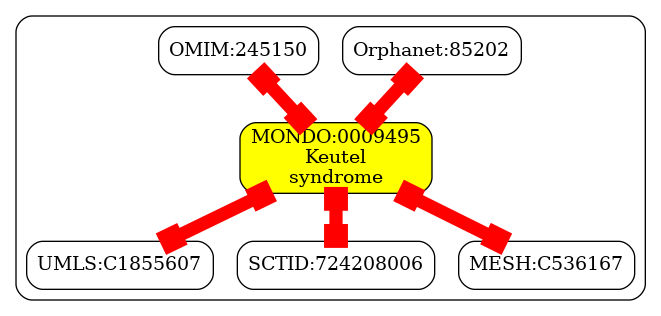 OMIM:245150
Orphanet:85202
MONDO:0009495
Keutel
syndrome
UMLS:C1855607
SCTID:724208006
MESH:C536167